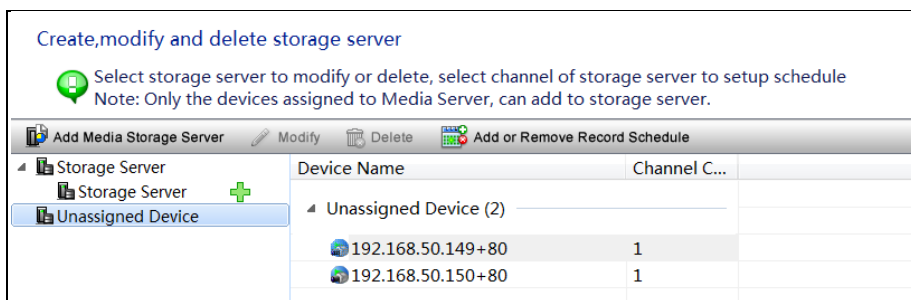 Create,modify and delete storage server
Select storage server to modify or delete, select channel of storage server to setup schedule
Note: Only the devices assigned to Media Server, can add to storage server.
Add Media Storage Server Modify Delete Add or Remove Record Schedule
Storage Server
Storage Server
Unassigned Device
Device Name Channel C...
Unassigned Device (2)
192.168.50.149+80 1
192.168.50.150+80 1